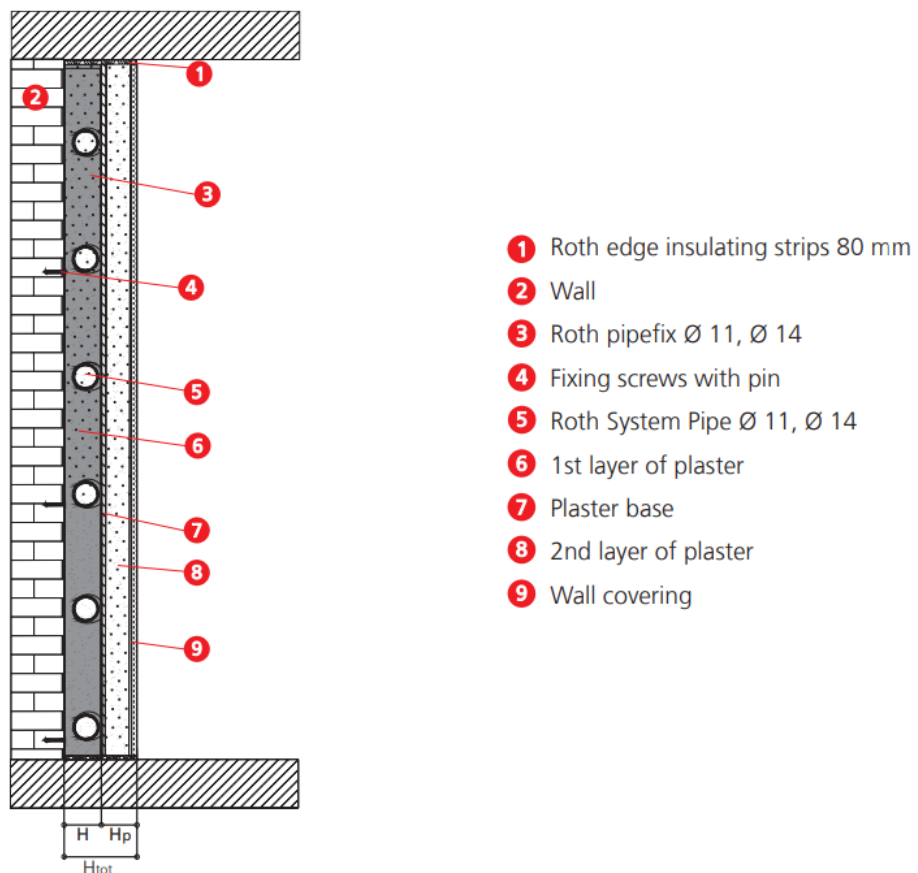 1
2
3
4
5
6
7
8
9
H Hp
Htot
1 Roth edge insulating strips 80 mm
2 Wall
3 Roth pipefix Ø 11, Ø 14
4 Fixing screws with pin
5 Roth System Pipe Ø 11, Ø 14
6 1st layer of plaster
7 Plaster base
8 2nd layer of plaster
9 Wall covering